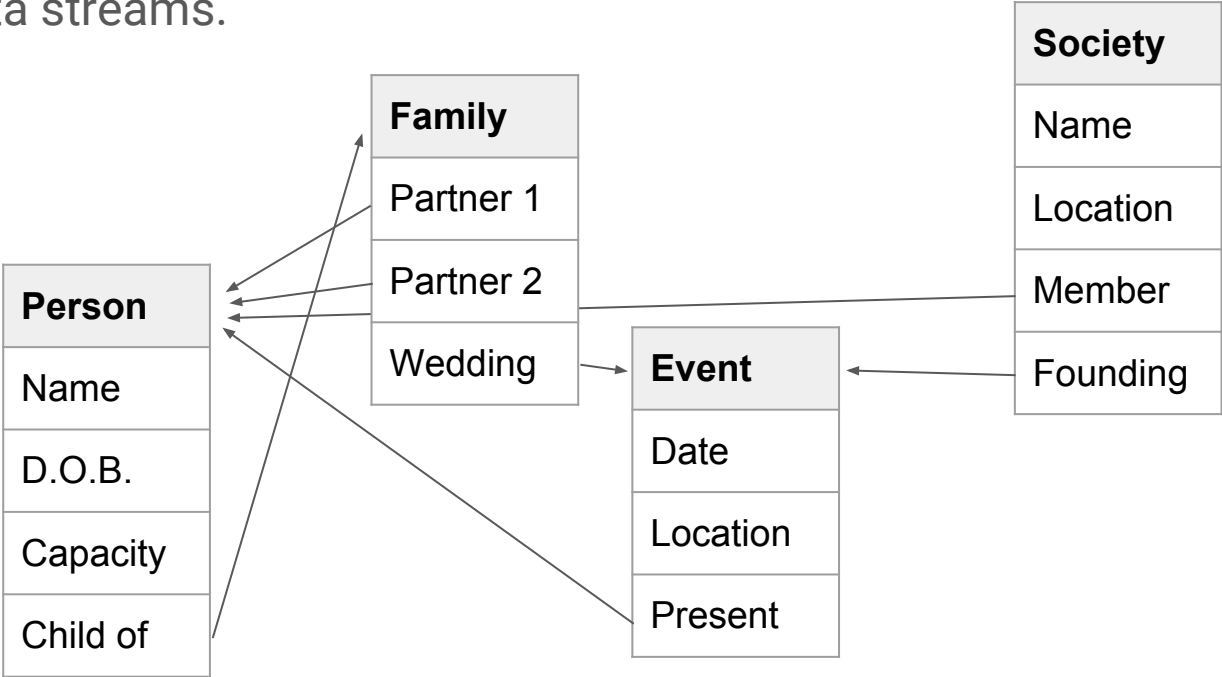 ta streams.
Person
Name
D.O.B.
Capacity
Child of
Family
Partner 1
Partner 2
Wedding
Event
Date
Location
Present
Society
Name
Location
Member
Founding